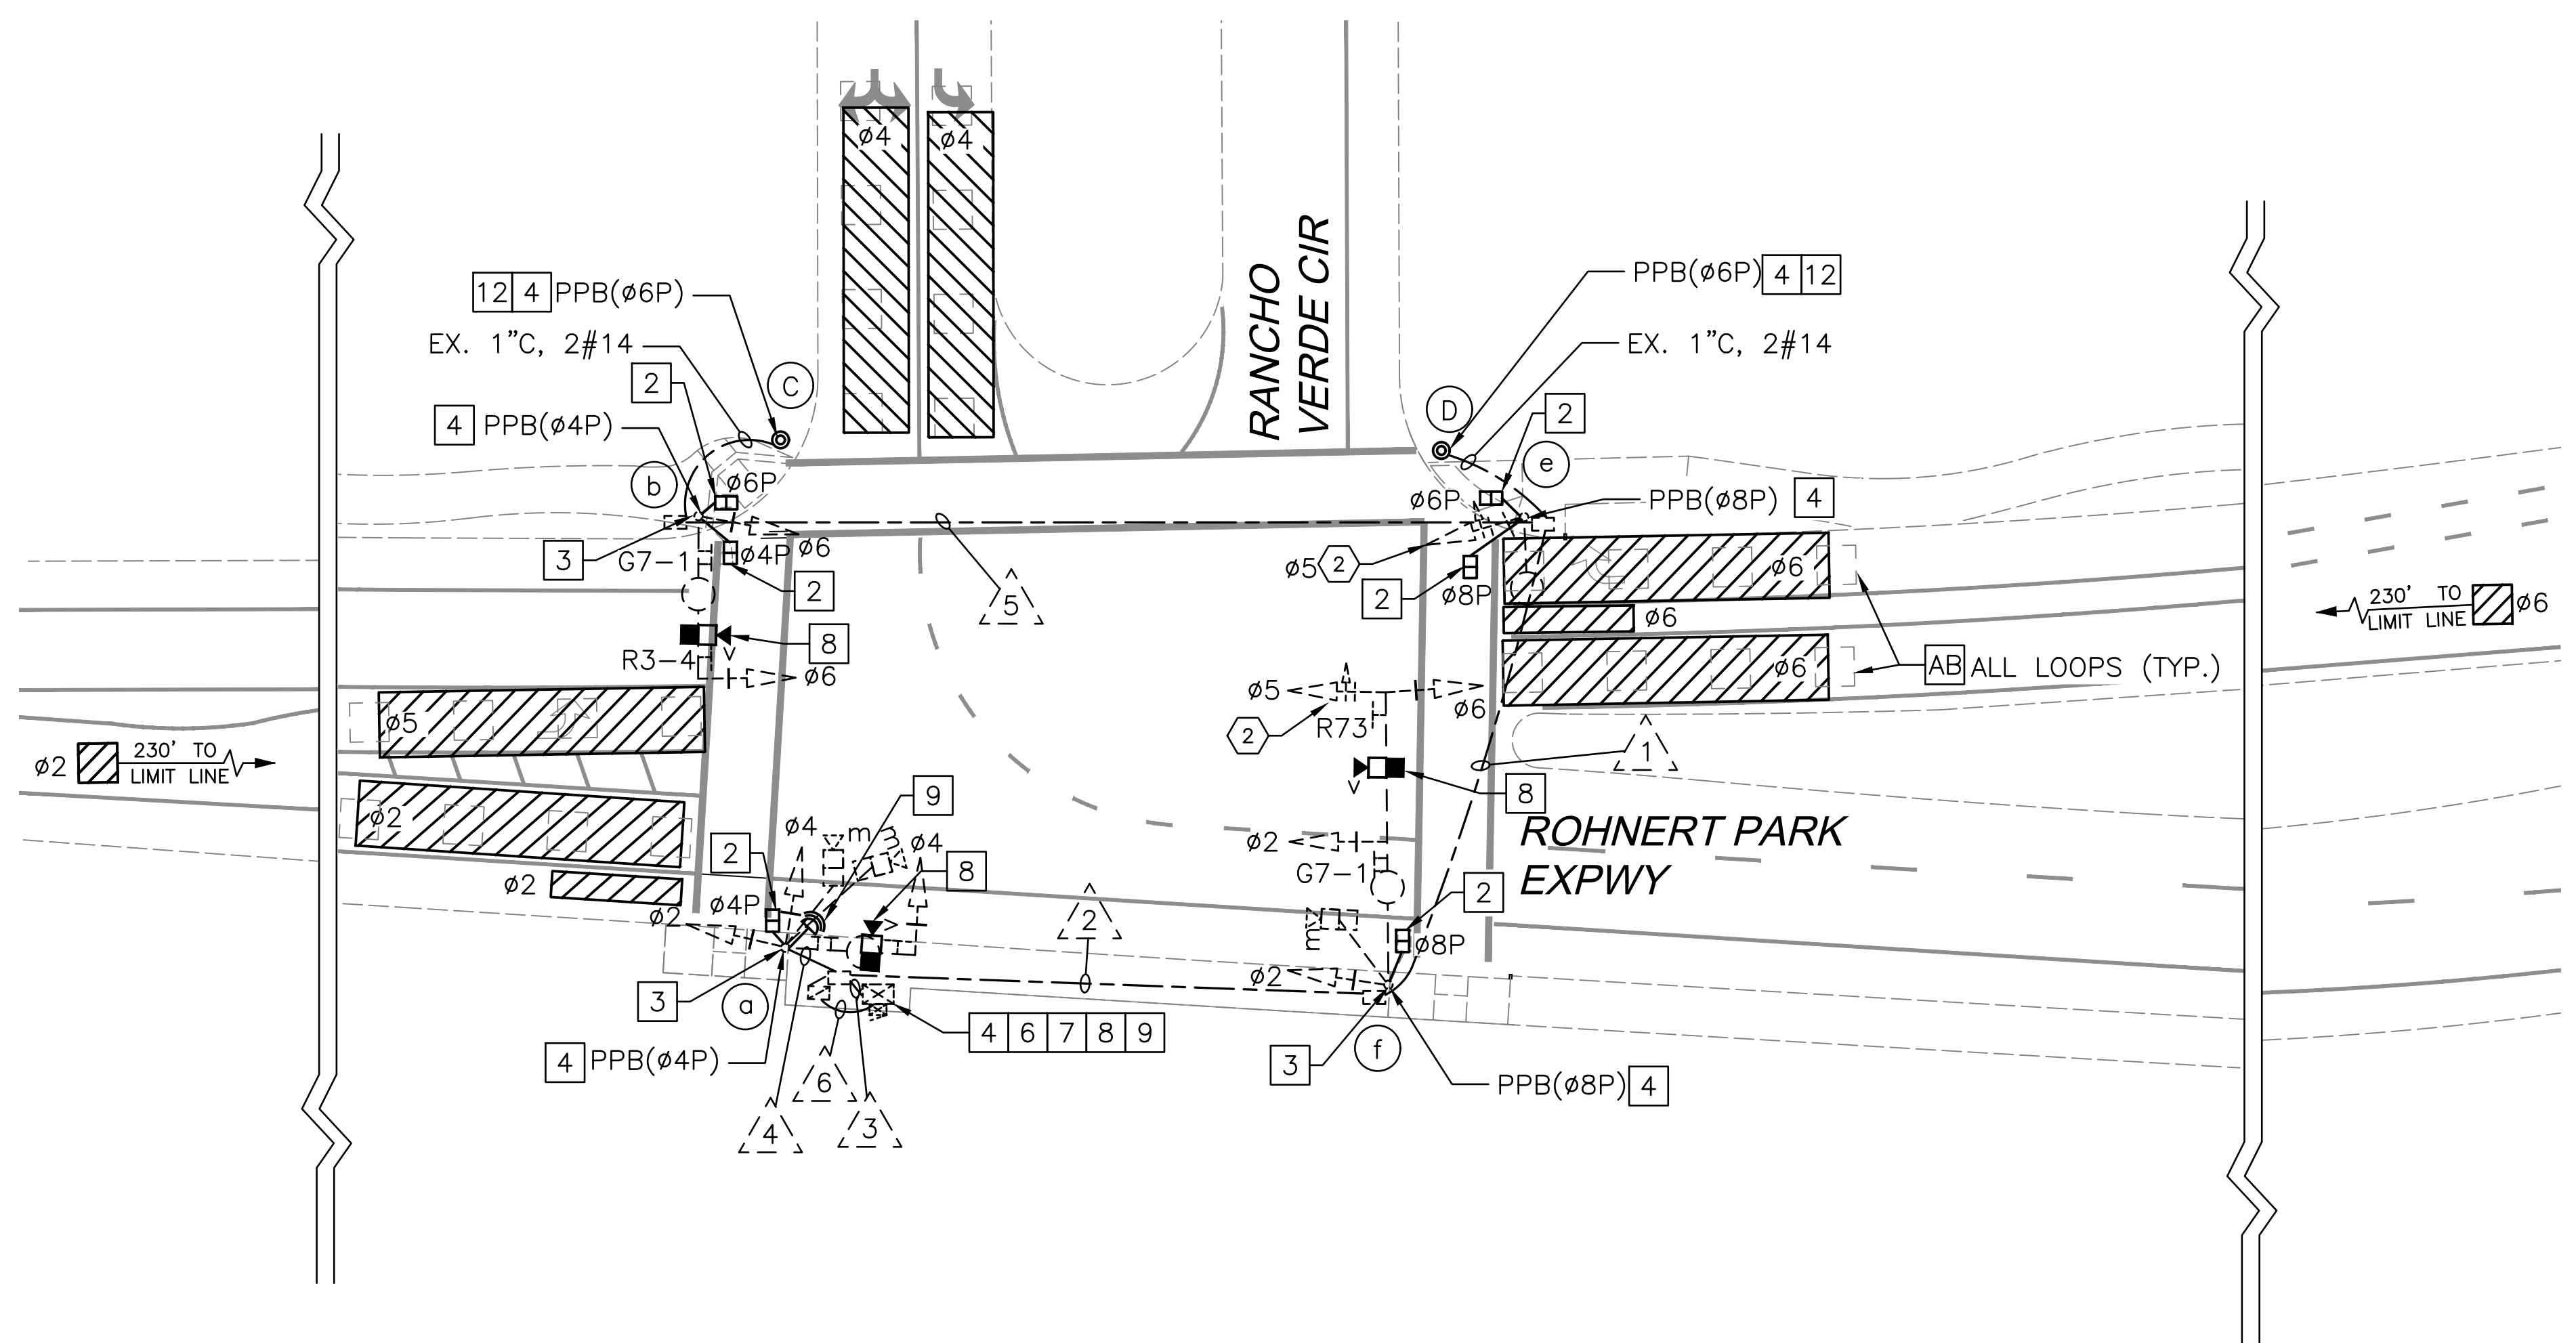 ø4
ø4
RANCHO
VERDE CIR
12 4 PPB(ø6P)
EX. 1"C, 2#14
2
C
4 PPB(ø4P)
b
ø6P
3
G7-1
ø4P
ø6
2
8
R3-4
V
ø6
5
PPB(ø6P) 4 12
EX. 1"C, 2#14
D
2
e
ø6P
PPB(ø8P) 4
ø5 2
2
ø8P
ø6
ø6
ø6
AB ALL LOOPS (TYP.)
230' TO
LIMIT LINE
ø6
ø5
2
R73
ø6
1
V
8
ø5
ø2
230' TO
LIMIT LINE
ø2
ø2
ROHNERT PARK
EXPWY
9
2
ø4
m
m
ø4
8
V
ø4P
ø2
2
ø2
G7-1
2
m
ø8P
ø2
3
a
4 6 7 8 9
4 PPB(ø4P)
6
4
3
3
f
PPB(ø8P) 4